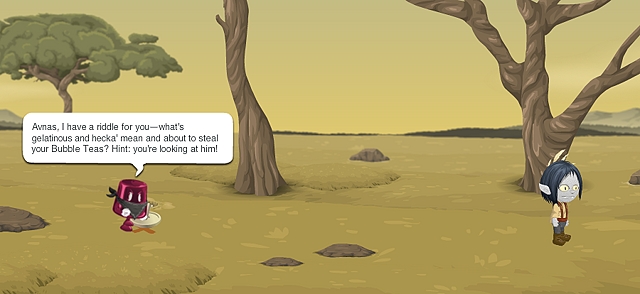 Avnas, I have a riddle for you—what's
gelatinous and hecka' mean and about to steal
your Bubble Teas? Hint: you're looking at him!